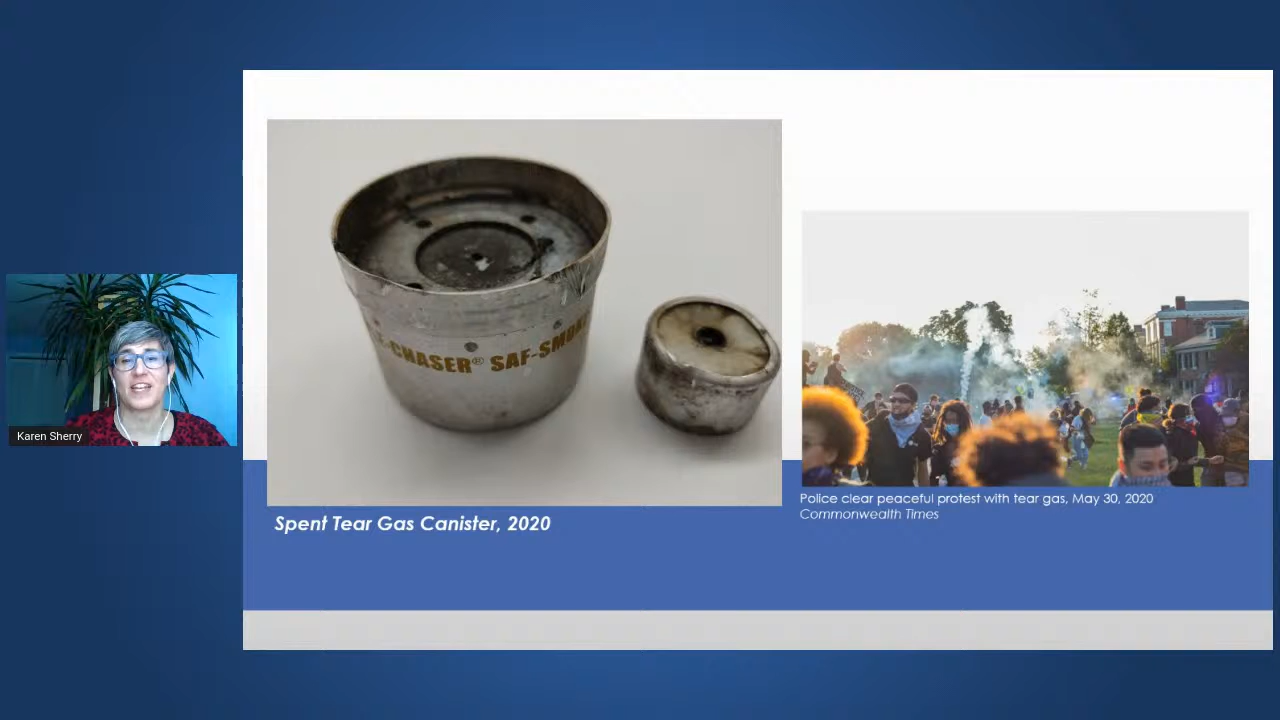 Karen Sherry
-CHASER® SAF-SMOKE
Spent Tear Gas Canister, 2020
Police clear peaceful protest with tear gas, May 30, 2020
Commonwealth Times